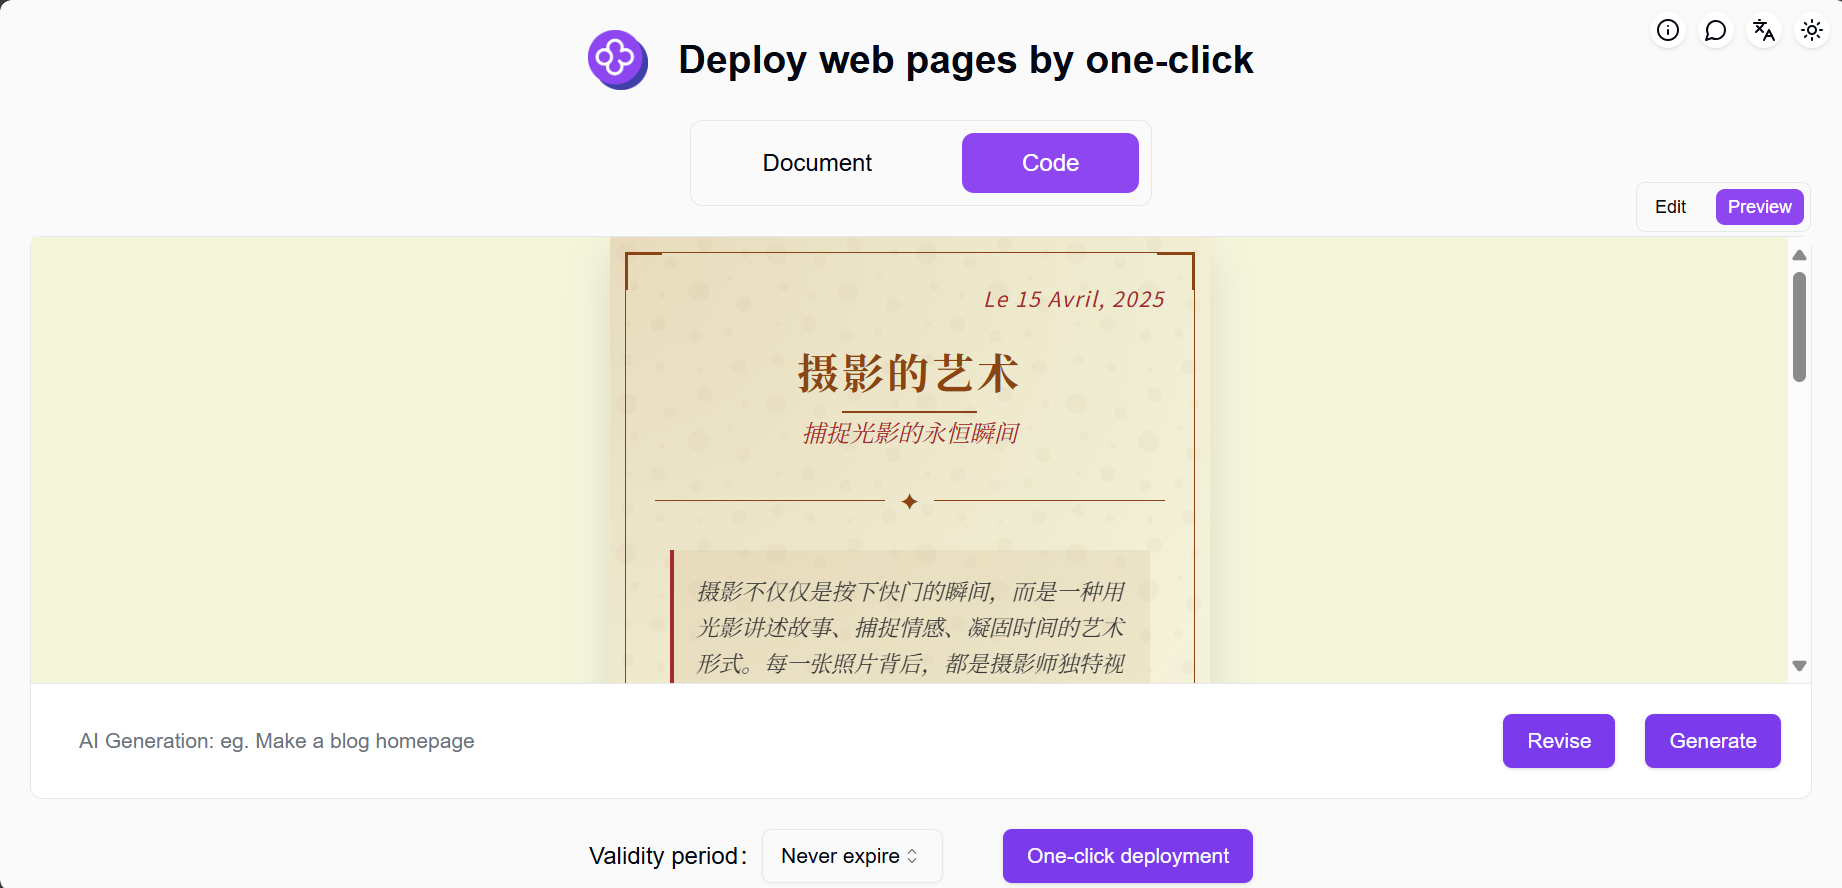 Deploy web pages by one-click
Document
Code
Edit
Preview
Le 15 Avril, 2025
摄影的艺术
捕捉光影的永恒瞬间
摄影不仅仅是按下快门的瞬间，而是一种用
光影讲述故事、捕捉情感、凝固时间的艺术
形式。每一张照片背后，都是摄影师独特视
AI Generation: eg. Make a blog homepage
Revise
Generate
Validity period:
Never expire
One-click deployment